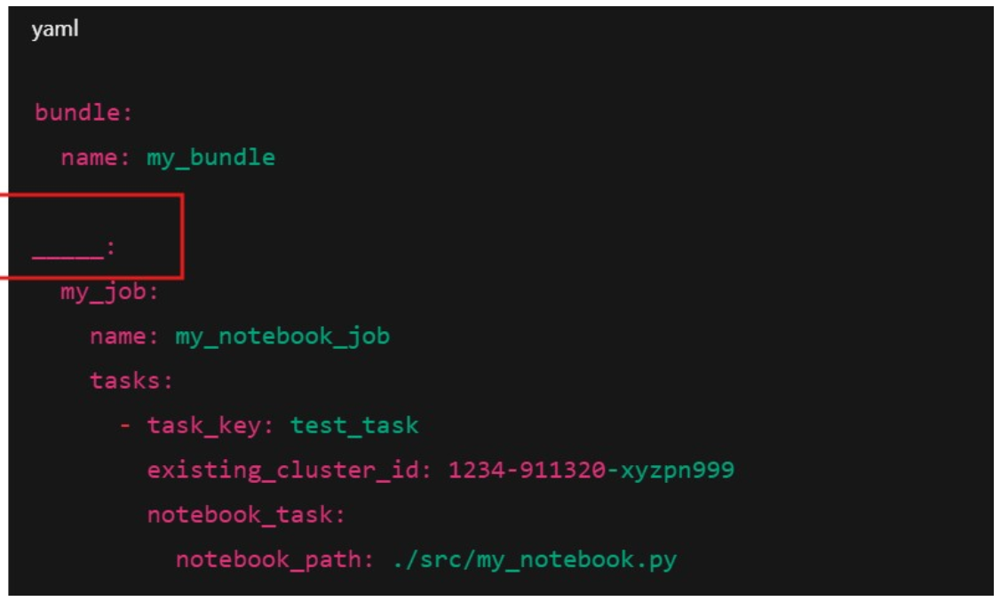 yaml
bundle:
name: my_bundle
_____:
my_job:
name: my_notebook_job
tasks:
- task_key: test_task
existing_cluster_id: 1234-911320-xyzpn999
notebook_task:
notebook_path: ./src/my_notebook.py